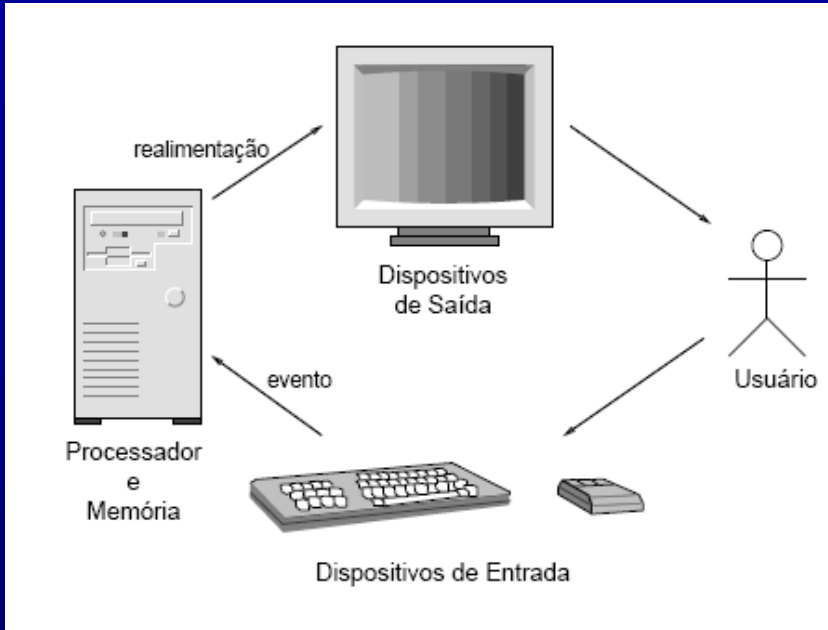 realimentação
Dispositivos
de Saída
Usuário
evento
Processador
e
Memória
Dispositivos de Entrada